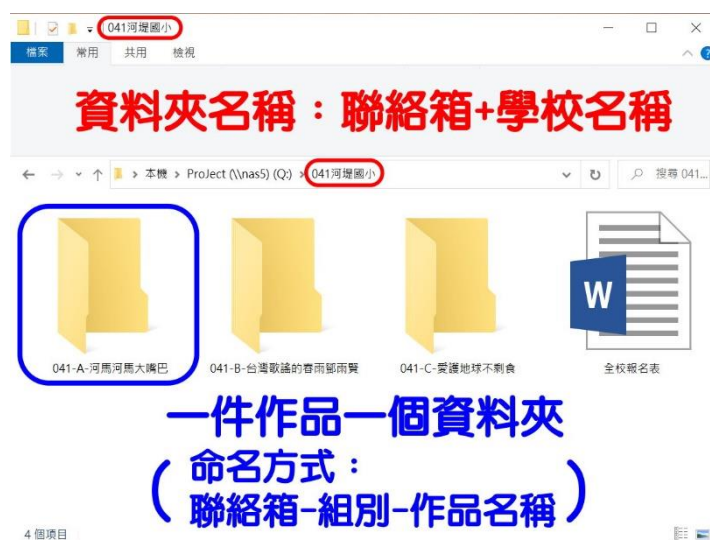 041河堤國小
檔案 常用 共用 檢視
資料夾名稱：聯絡箱+學校名稱
本機 > ProJect (\\nas5) (Q:) > 041河堤國小
搜尋 041...
W
041-A-河馬河馬大嘴巴 041-B-台灣歌謠的春雨鄧雨賢 041-C-愛護地球不剩食 全校報名表
一件作品一個資料夾
(命名方式：
聯絡箱-組別-作品名稱)
4 個項目